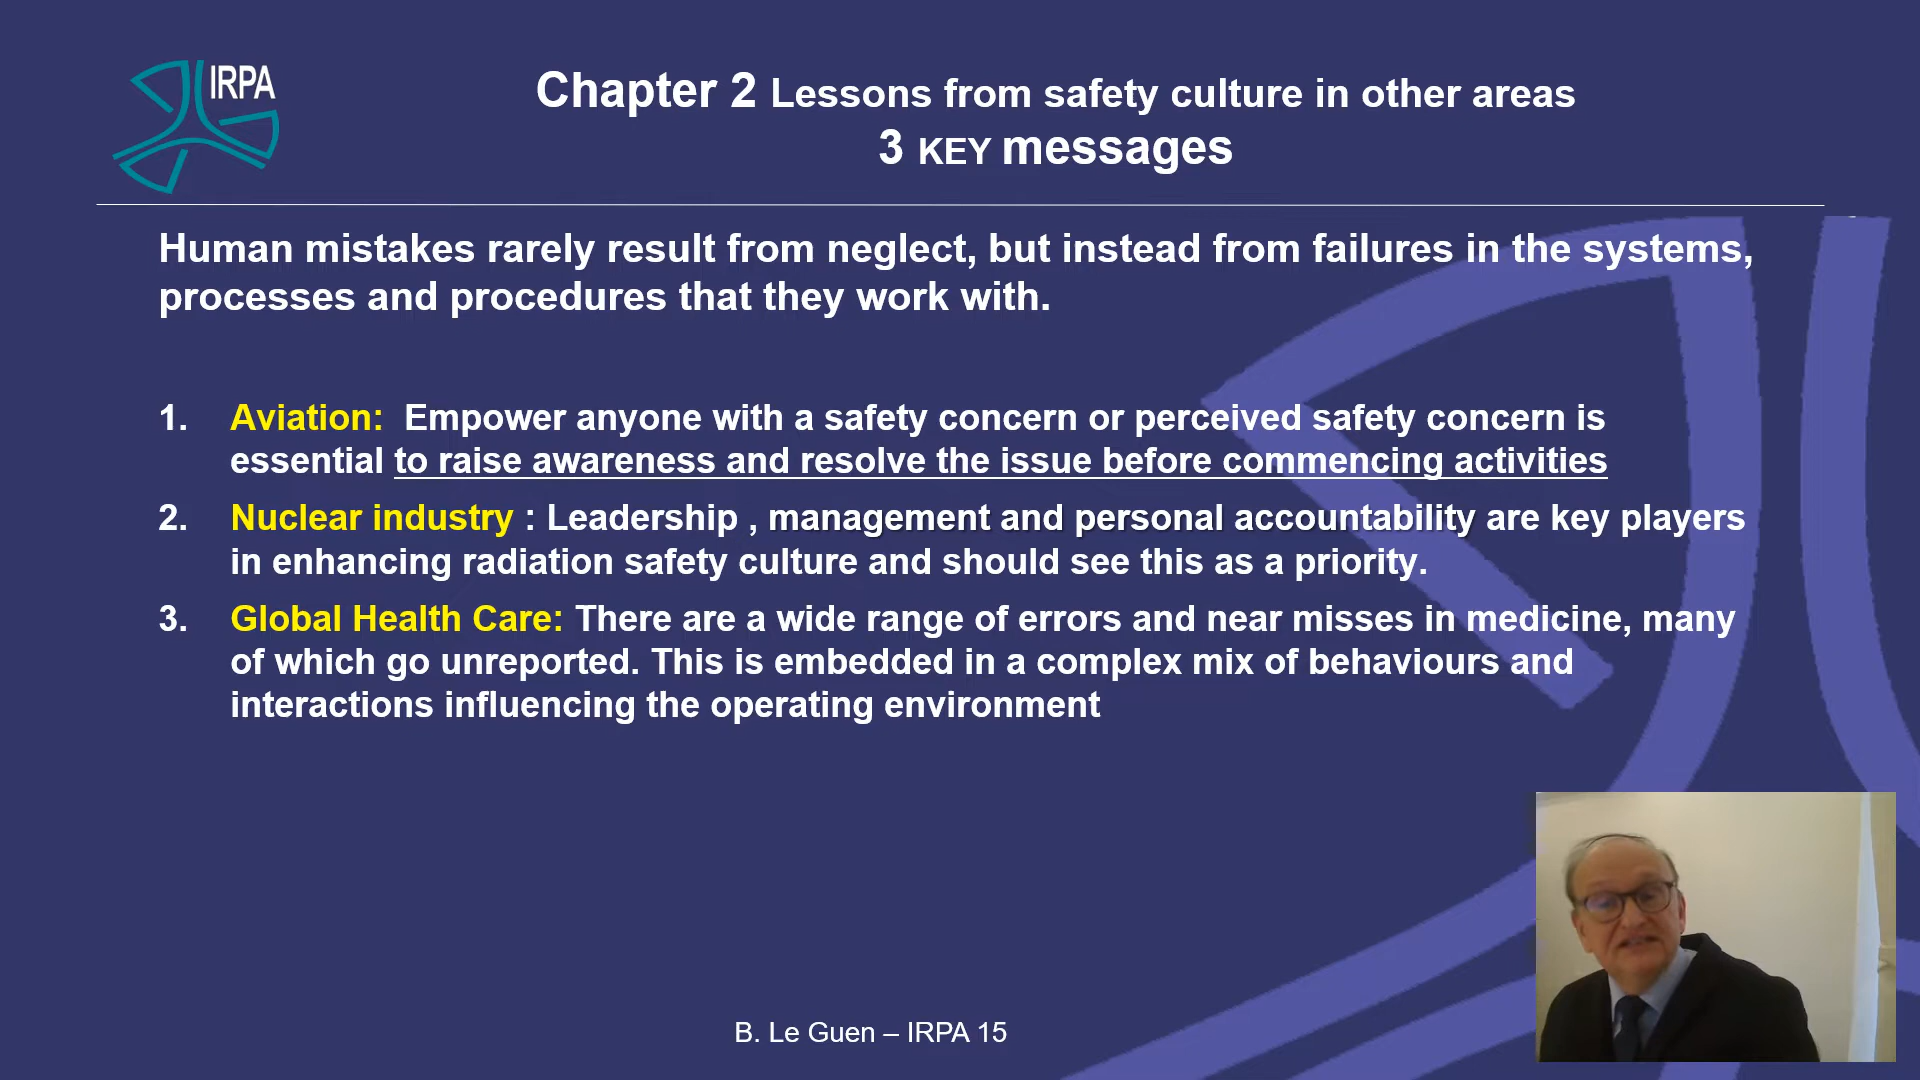 IRPA
Chapter 2 Lessons from safety culture in other areas
3 KEY messages
Human mistakes rarely result from neglect, but instead from failures in the systems,
processes and procedures that they work with.
1. Aviation: Empower anyone with a safety concern or perceived safety concern is
essential to raise awareness and resolve the issue before commencing activities
2. Nuclear industry : Leadership , management and personal accountability are key players
in enhancing radiation safety culture and should see this as a priority.
3. Global Health Care: There are a wide range of errors and near misses in medicine, many
of which go unreported. This is embedded in a complex mix of behaviours and
interactions influencing the operating environment
B. Le Guen – IRPA 15